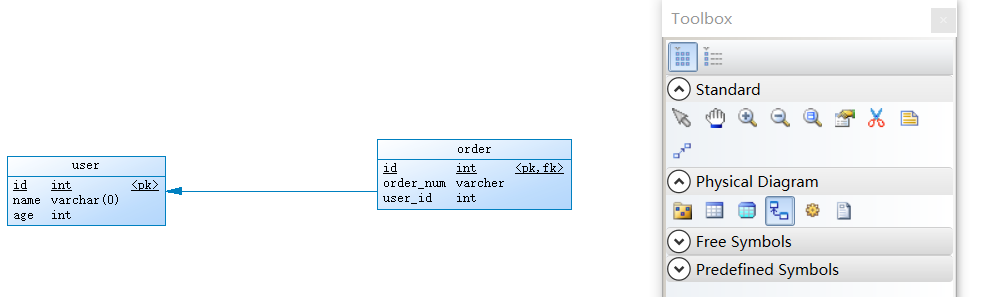 Toolbox
Standard
Physical Diagram
Free Symbols
Predefined Symbols
user
id int <pk>
name varchar(0)
age int
order
id int <pk,fk>
order_num varcher
user_id int